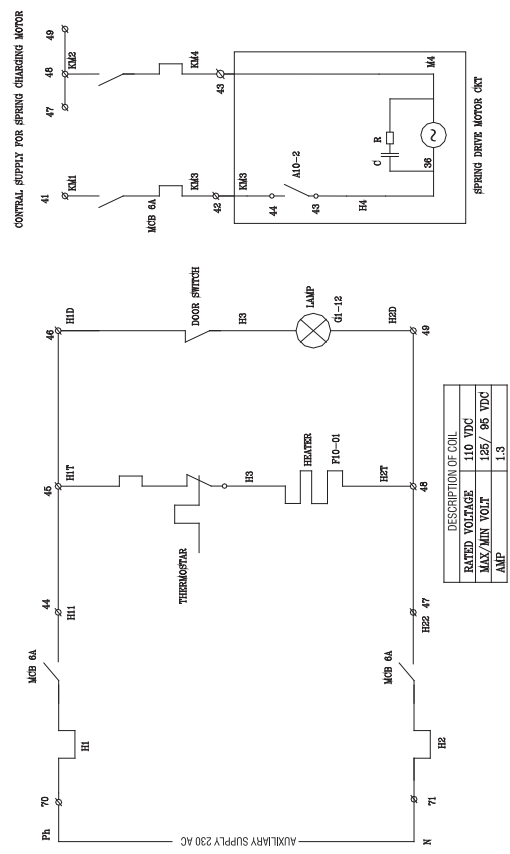 CONTRAL SUPPLY FOR SPRING CHARGING MOTOR
49
48
47
KM2
KM4
43
M4
41
KM1
MCB 6A
KM3
42
KM3
44
A10-2
43
H4
C
R
36
~
SPRING DRIVE MOTOR CKT
46
H1D
DOOR SWITCH
H3
LAMP
G1-12
H2D
49
45
H1T
THERMOSTAR
H3
HEATER
F10-01
H2T
48
44
H11
MCB 6A
H1
70
Ph
AUXILIARY SUPPLY 230 AC
N
71
H2
MCB 6A
H22
47
DESCRIPTION OF COIL
RATED VOLTAGE 110 VDC
MAX/MIN VOLT 125/ 95 VDC
AMP 1.3